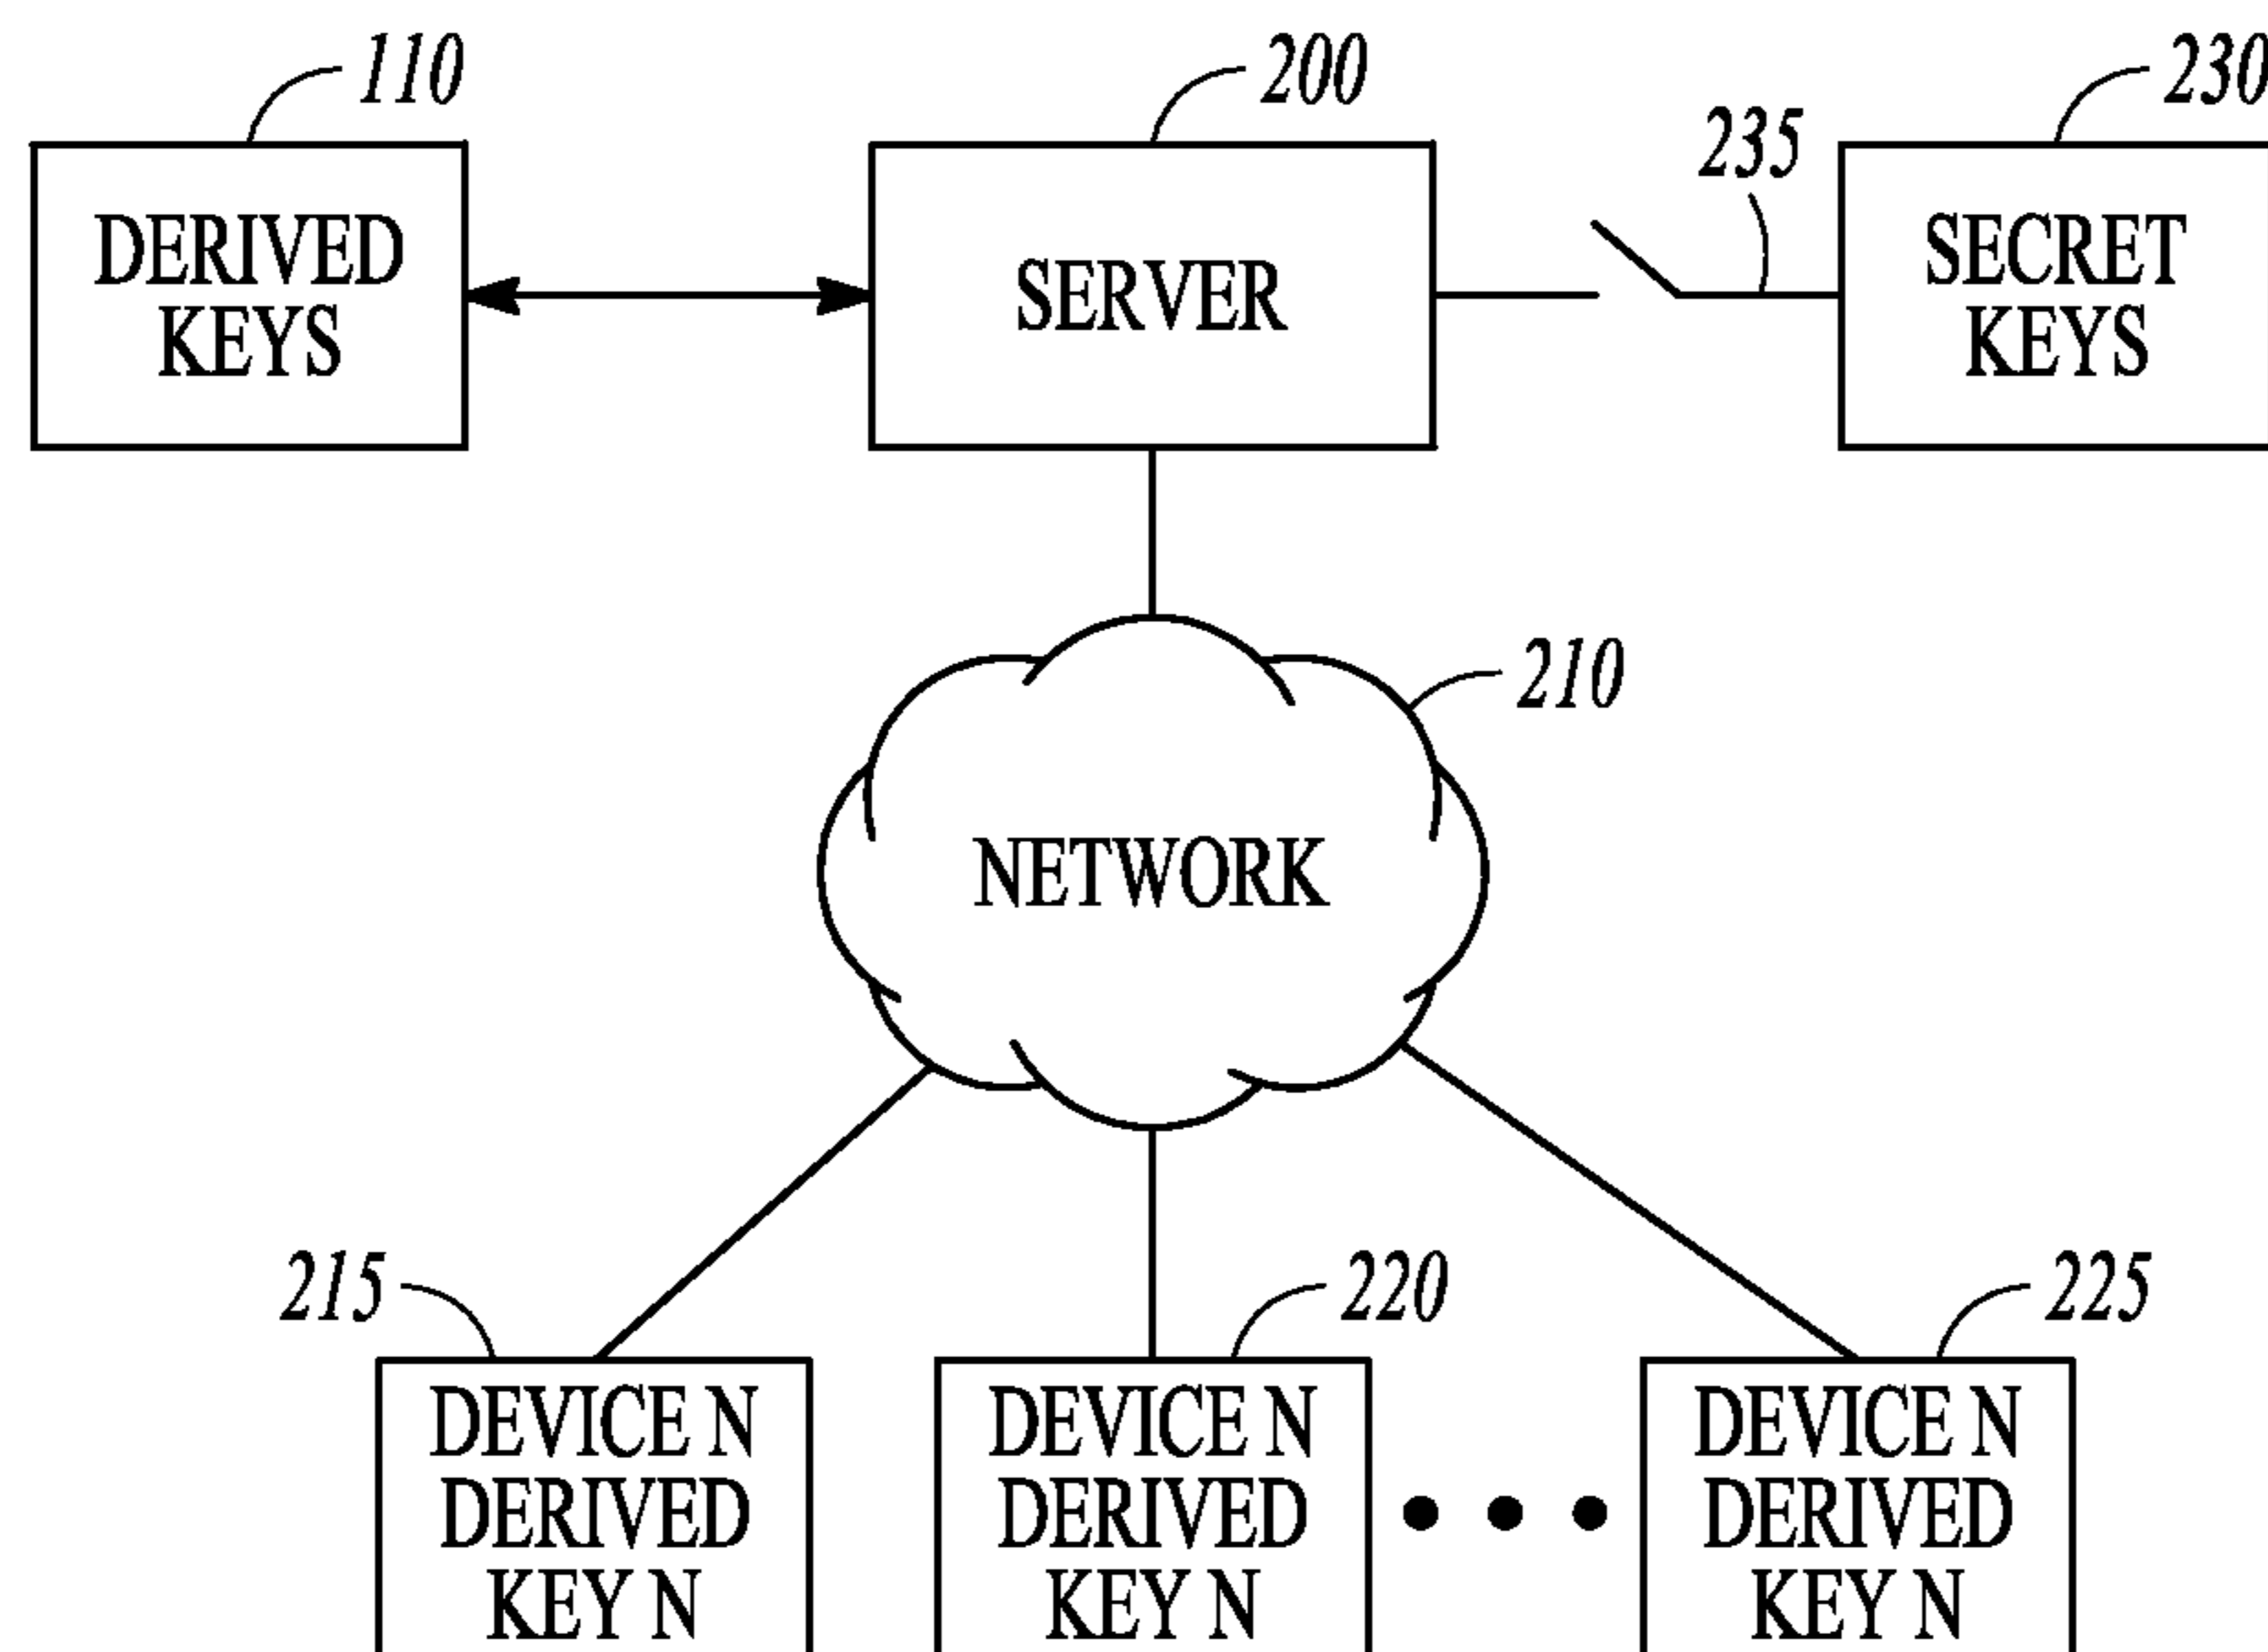 110
200
230
235
DERIVED
KEYS
SERVER
SECRET
KEYS
210
NETWORK
215
220
225
DEVICE N
DERIVED
KEY N
DEVICE N
DERIVED
KEY N
DEVICE N
DERIVED
KEY N